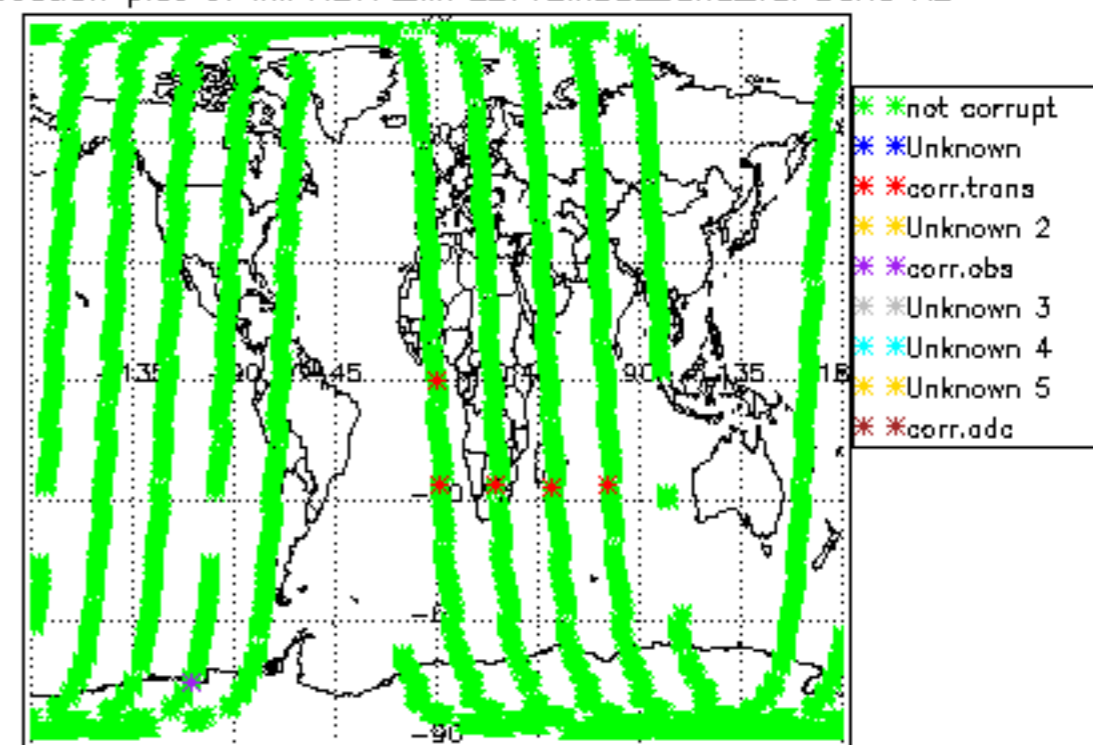 not corrupt
Unknown
corr.trans
Unknown 2
corr.obs
Unknown 3
Unknown 4
Unknown 5
corr.adc
135 90 45 90 135 18
-90